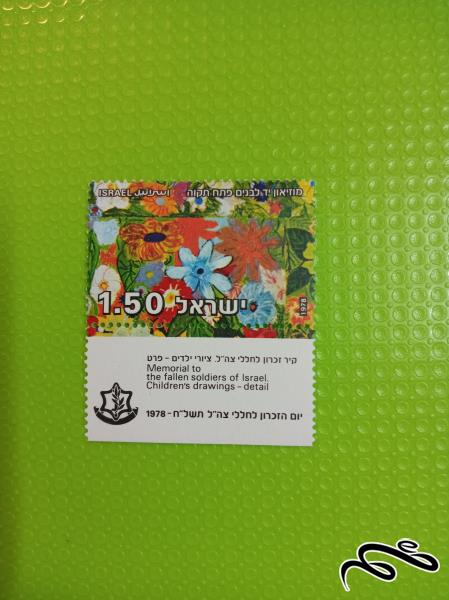 ISRAEL اسرائيل מוזיאון יד לבנים פתח תקוה
1.50 ישראל
1978
קיר זכרון לחללי צה"ל. ציורי ילדים - פרט
Memorial to
the fallen soldiers of Israel.
Children's drawings - detail
יום הזכרון לחללי צה"ל תשל"ח - 1978